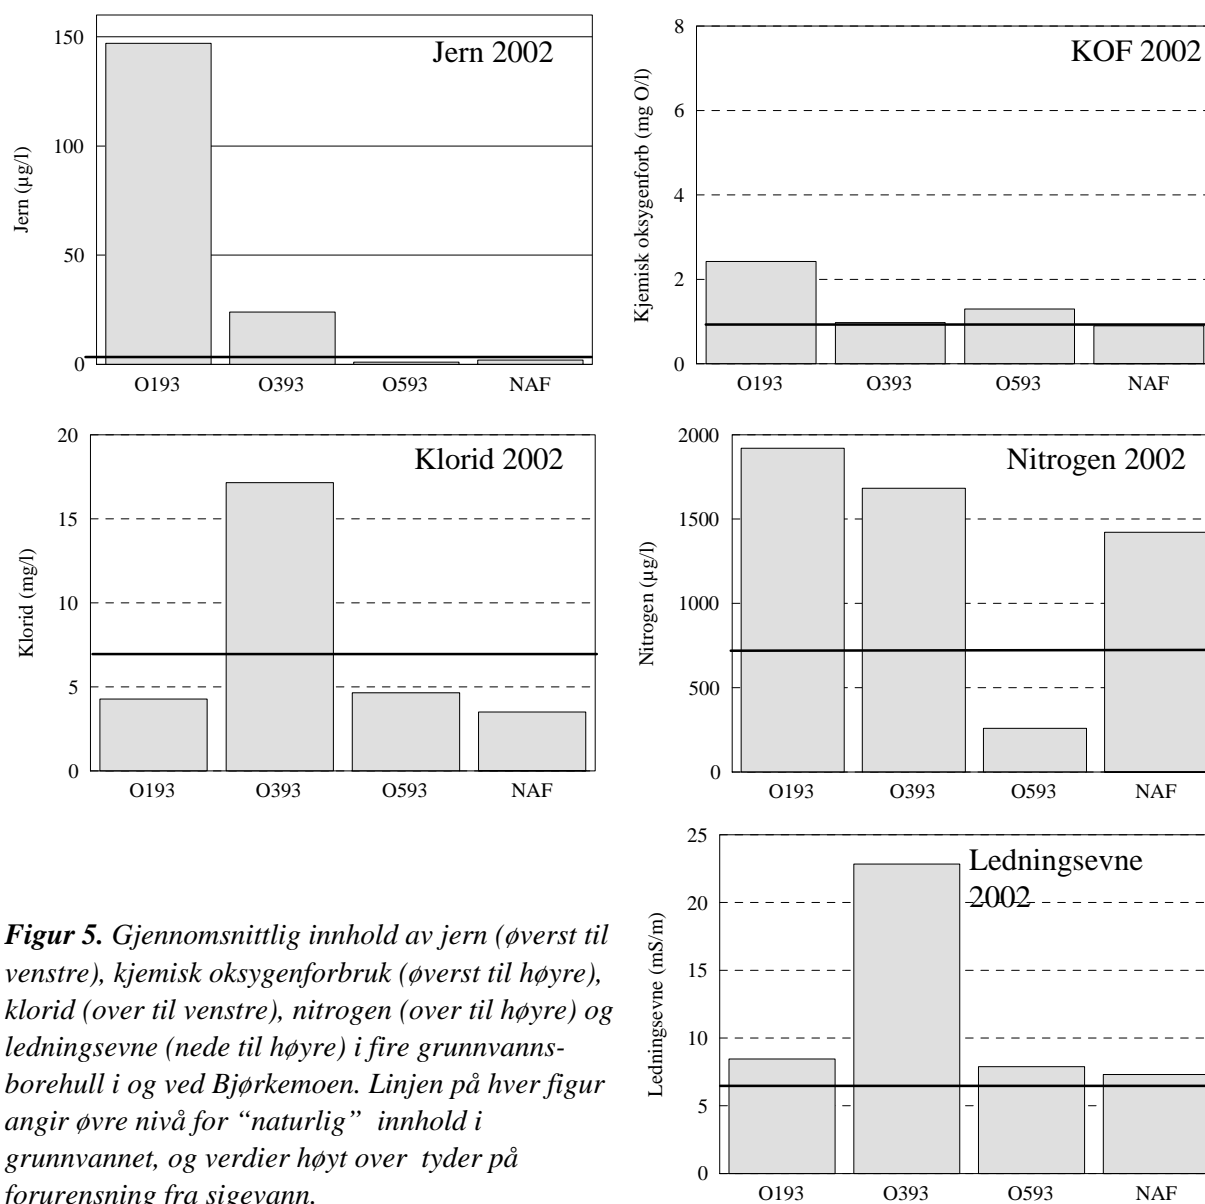 Jern 2002
150
100
50
0
Jern (µg/l)
O193 O393 O593 NAF
KOF 2002
8
6
4
2
0
Kjemisk oksygenforb (mg O/l)
O193 O393 O593 NAF
Klorid 2002
20
15
10
5
0
Klorid (mg/l)
O193 O393 O593 NAF
Nitrogen 2002
2000
1500
1000
500
0
Nitrogen (µg/l)
O193 O393 O593 NAF
Ledningsevne
2002
25
20
15
10
5
0
Ledningsevne (mS/m)
O193 O393 O593 NAF
Figur 5. Gjennomsnittlig innhold av jern (øverst til
venstre), kjemisk oksygenforbruk (øverst til høyre),
klorid (over til venstre), nitrogen (over til høyre) og
ledningsevne (nede til høyre) i fire grunnvanns-
borehull i og ved Bjørkemoen. Linjen på hver figur
angir øvre nivå for “naturlig” innhold i
grunnvannet, og verdier høyt over tyder på
forurensning fra sigevann.